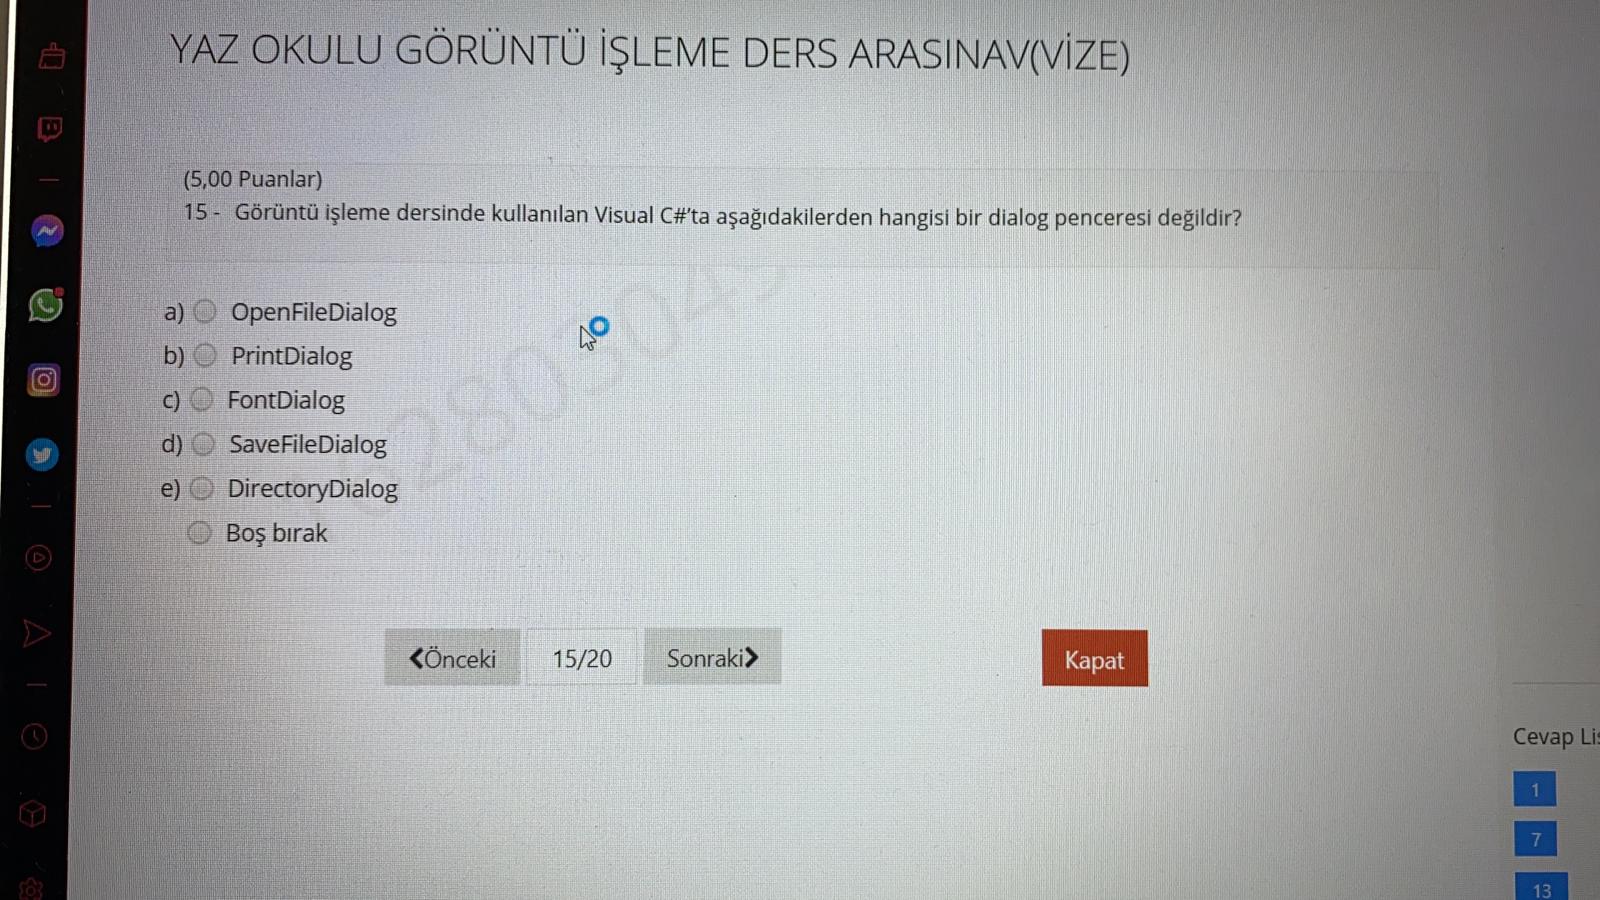 YAZ OKULU GÖRÜNTÜ İŞLEME DERS ARASINAV(VİZE)
(5,00 Puanlar)
15 - Görüntü işleme dersinde kullanılan Visual C#'ta aşağıdakilerden hangisi bir dialog penceresi değildir?
a) OpenFileDialog
b) PrintDialog
c) FontDialog
d) SaveFileDialog
e) DirectoryDialog
Boş bırak
Önceki 15/20 Sonraki
Kapat
Cevap
1
7
13